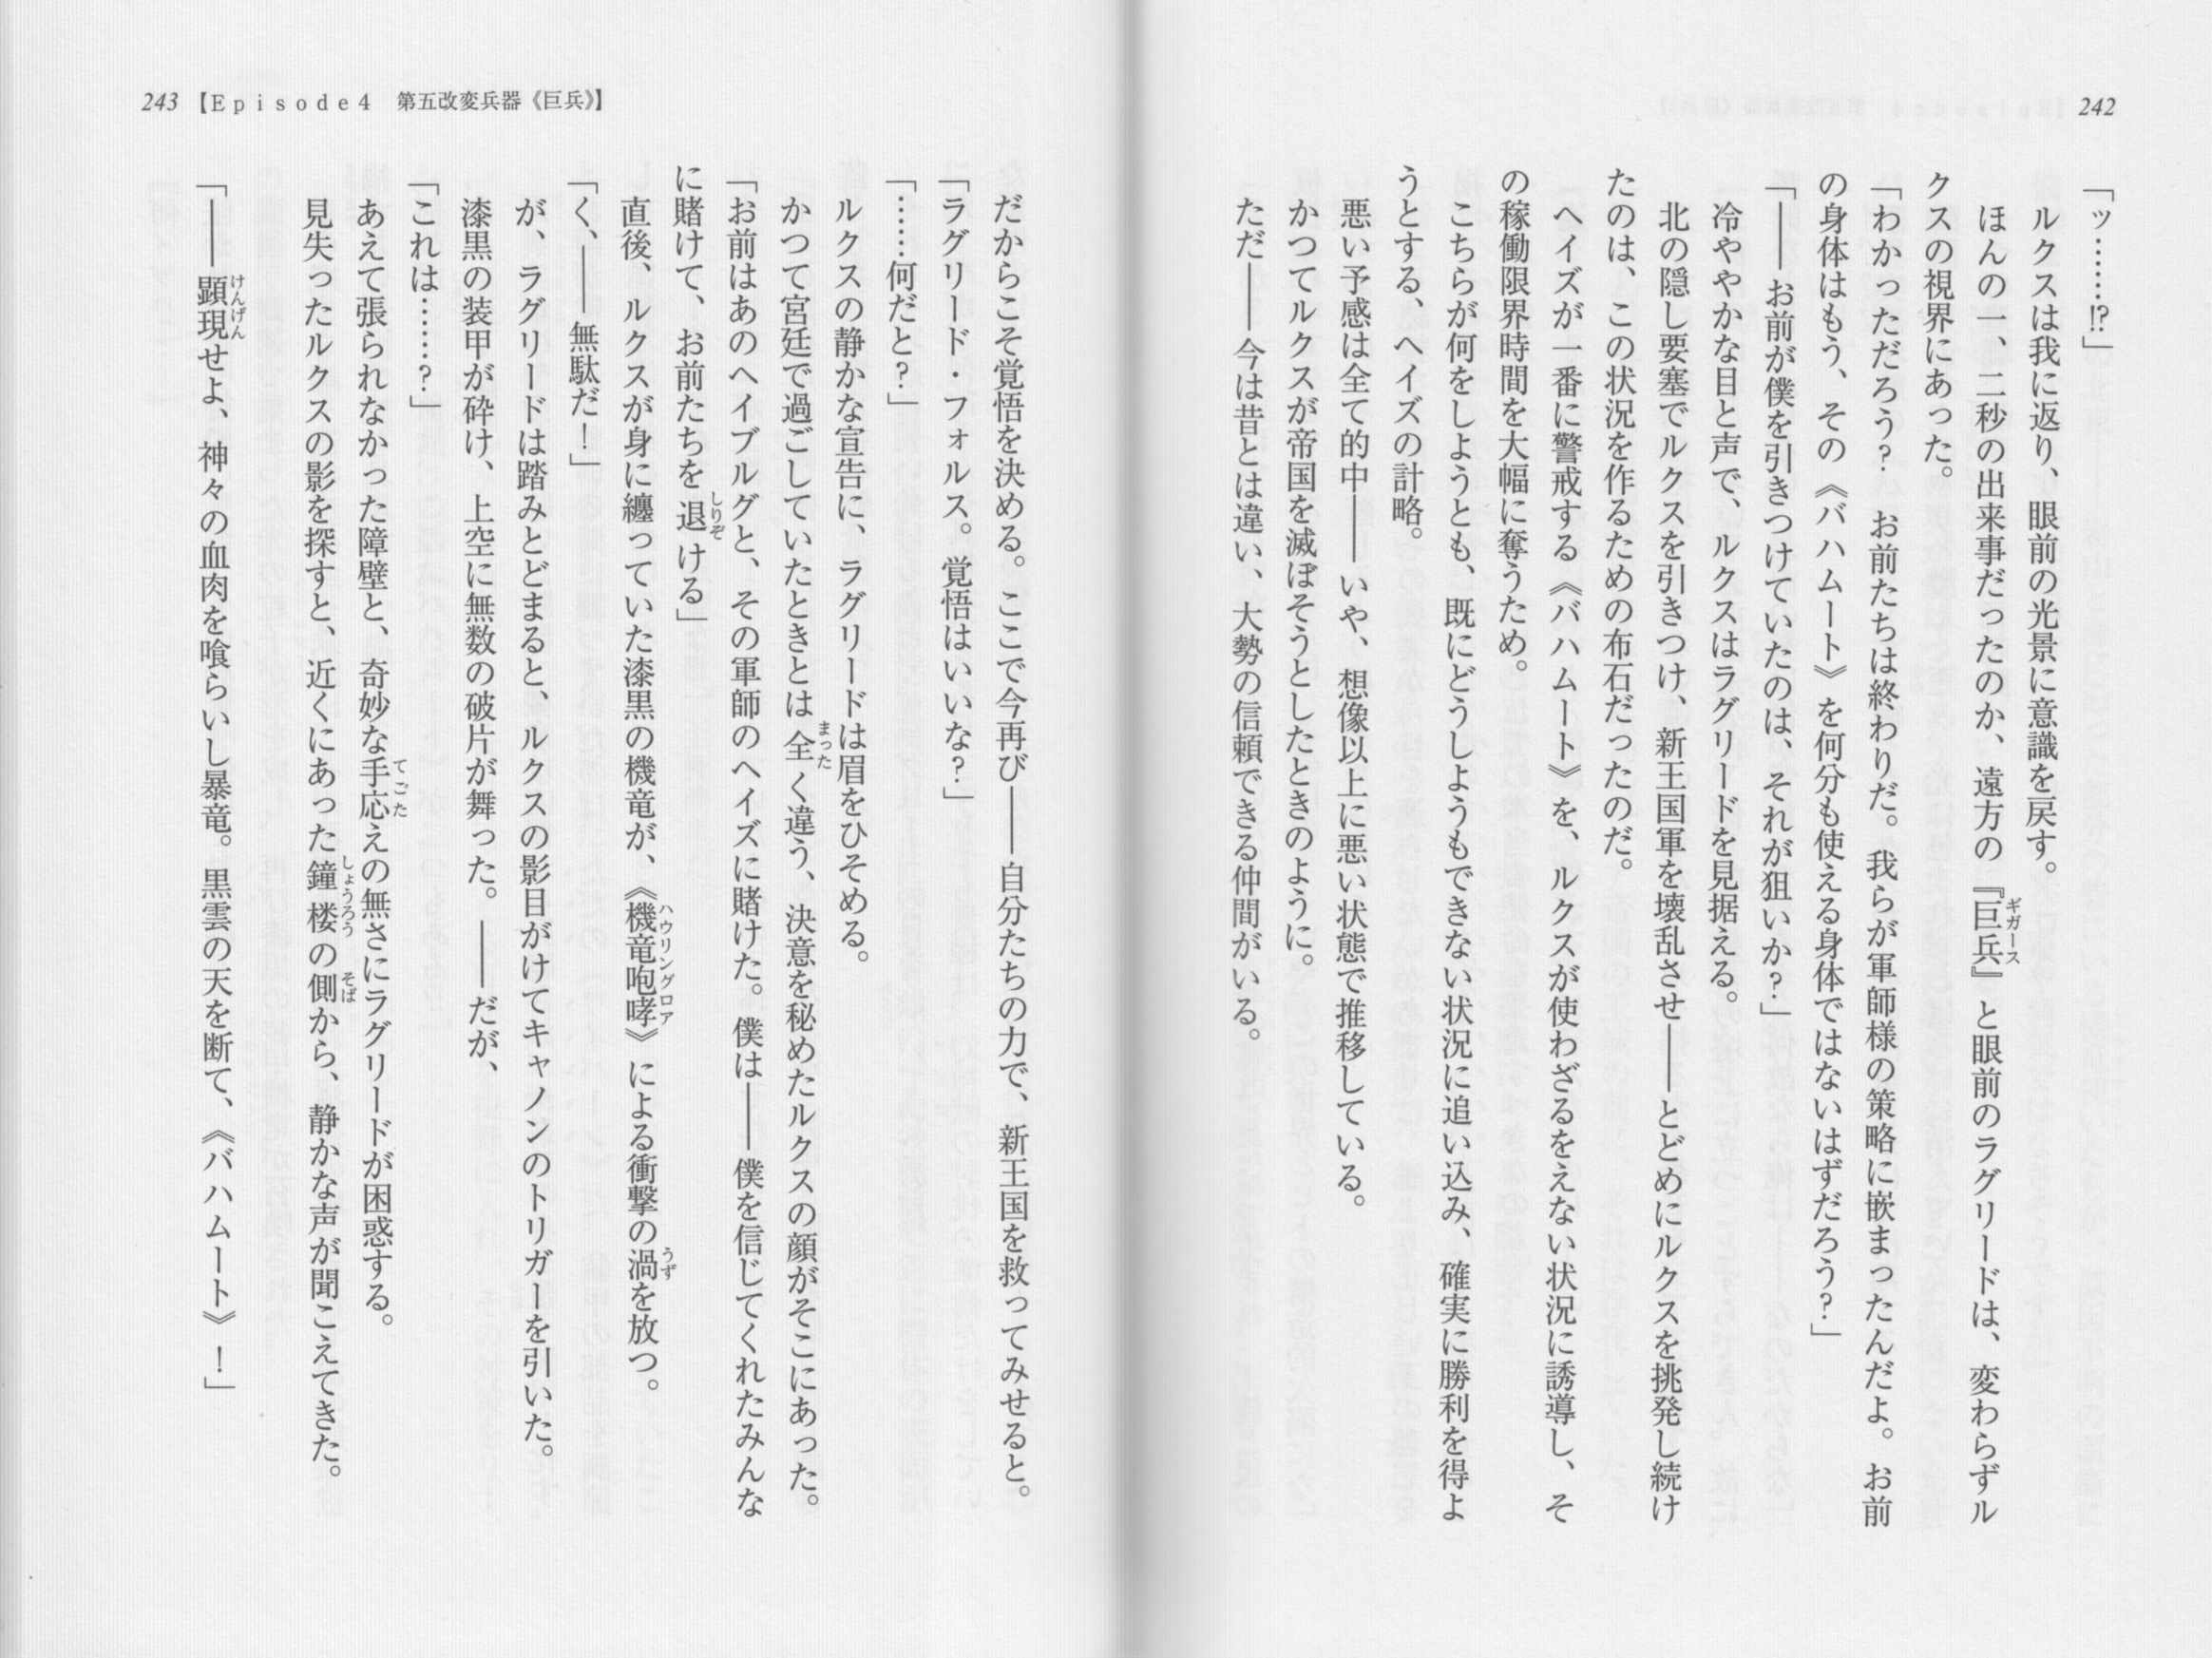 242
「ッ……!?」
ルクスは我に返り、眼前の光景に意識を戻す。
ほんの一、二秒の出来事だったのか、遠方の『巨兵』と眼前のラグリードは、変わらずル
クスの視界にあった。
「わかっただろう? お前たちは終わりだ。我らが軍師様の策略に嵌まったんだよ。お前
の身体はもう、その《バハムート》を何分も使える身体ではないはずだろう?」
「――お前が僕を引きつけていたのは、それが狙いか?」
冷ややかな目と声で、ルクスはラグリードを見据える。
北の隠し要塞でルクスを引きつけ、新王国軍を壊乱させ――とどめにルクスを挑発し続け
たのは、この状況を作るための布石だったのだ。
ヘイズが一番に警戒する《バハムート》を、ルクスが使わざるをえない状況に誘導し、そ
の稼働限界時間を大幅に奪うため。
こちらが何をしようとも、既にどうしようもできない状況に追い込み、確実に勝利を得よ
うとする、ヘイズの計略。
悪い予感は全て的中――いや、想像以上に悪い状態で推移している。
かつてルクスが帝国を滅ぼそうとしたときのように。
ただ――今は昔とは違い、大勢の信頼できる仲間がいる。
243 【Episode4 第五改変兵器《巨兵》】
だからこそ覚悟を決める。ここで今再び――自分たちの力で、新王国を救ってみせると。
「ラグリード・フォルス。覚悟はいいな?」
「……何だと?」
ルクスの静かな宣告に、ラグリードは眉をひそめる。
かつて宮廷で過ごしていたときとは全く違う、決意を秘めたルクスの顔がそこにあった。
「お前はあのヘイブルグと、その軍師のヘイズに賭けた。僕は――僕を信じてくれたみんな
に賭けて、お前たちを退ける」
直後、ルクスが身に纏っていた漆黒の機竜が、《機竜咆哮》による衝撃の渦を放つ。
「く、――無駄だ!」
が、ラグリードは踏みとどまると、ルクスの影目がけてキャノンのトリガーを引いた。
漆黒の装甲が砕け、上空に無数の破片が舞った。――だが、
「これは……?」
あえて張られなかった障壁と、奇妙な手応えの無さにラグリードが困惑する。
見失ったルクスの影を探すと、近くにあった鐘楼の側から、静かな声が聞こえてきた。
「――顕現せよ、神々の血肉を喰らいし暴竜。黒雲の天を断て、《バハムート》!」